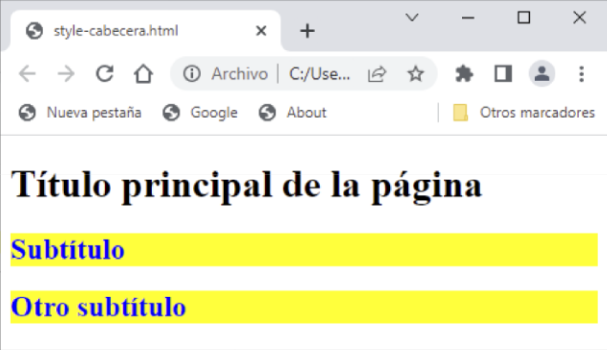 style-cabecera.html
Archivo | C:/Use...
Nueva pestaña Google About Otros marcadores
Título principal de la página
Subtítulo
Otro subtítulo